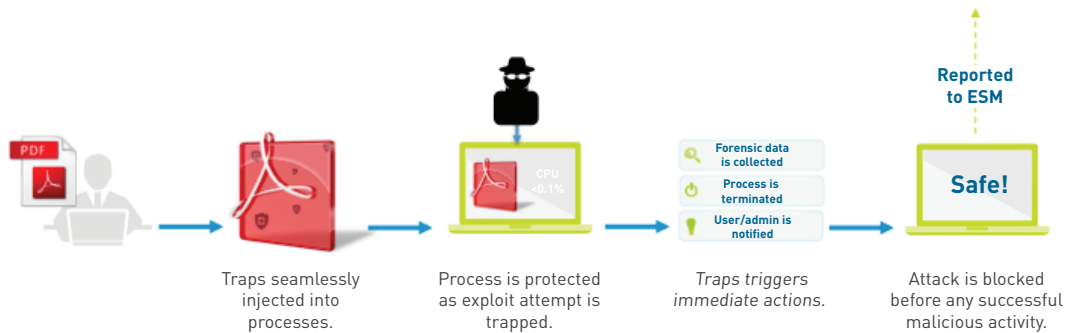 PDF
Traps seamlessly
injected into
processes.
CPU
<0.1%
Process is protected
as exploit attempt is
trapped.
Forensic data
is collected
Process is
terminated
User/admin is
notified
Traps triggers
immediate actions.
Reported
to ESM
Safe!
Attack is blocked
before any successful
malicious activity.